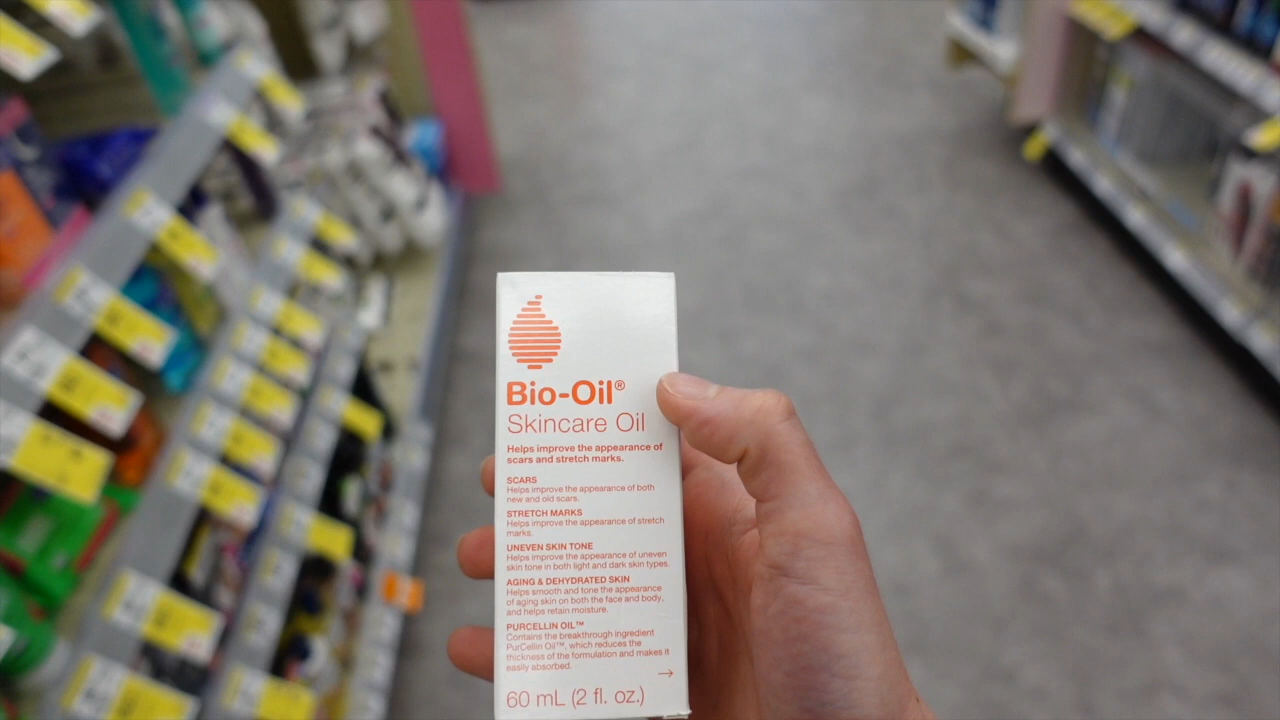 Bio-Oil®
Skincare Oil
Helps improve the appearance of
scars and stretch marks.
SCARS
Helps improve the appearance of both
new and old scars.
STRETCH MARKS
Helps improve the appearance of stretch
marks.
UNEVEN SKIN TONE
Helps improve the appearance of uneven
skin tone in both light and dark skin types.
AGING & DEHYDRATED SKIN
Helps smooth and tone the appearance
of aging skin on both the face and body,
and helps retain moisture.
PURCELLIN OIL™
Contains the breakthrough ingredient
PurCellin Oil™, which reduces the
thickness of the formulation and makes it
easily absorbed.
→
60 mL (2 fl. oz.)